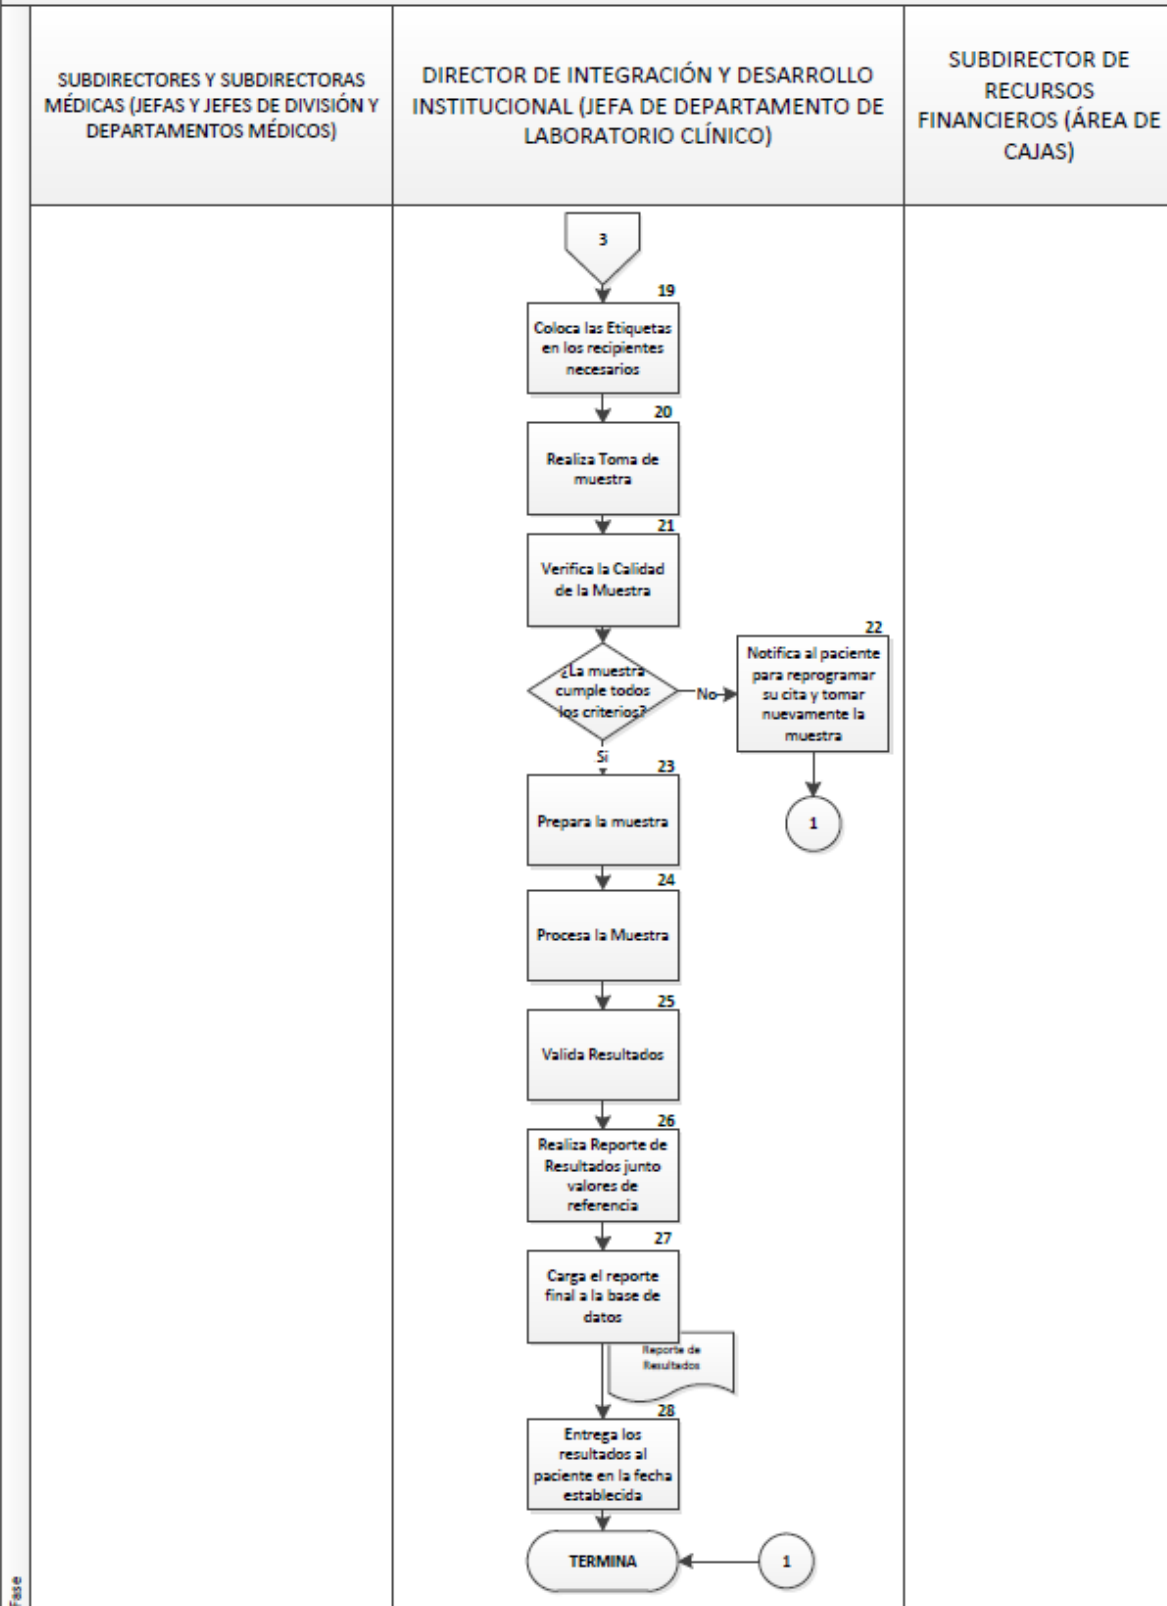 SUBDIRECTORES Y SUBDIRECTORAS
MÉDICAS (JEFAS Y JEFES DE DIVISIÓN Y
DEPARTAMENTOS MÉDICOS)
DIRECTOR DE INTEGRACIÓN Y DESARROLLO
INSTITUCIONAL (JEFA DE DEPARTAMENTO DE
LABORATORIO CLÍNICO)
SUBDIRECTOR DE
RECURSOS
FINANCIEROS (ÁREA DE
CAJAS)
3
19
Coloca las Etiquetas
en los recipientes
necesarios
20
Realiza Toma de
muestra
21
Verifica la Calidad
de la Muestra
¿La muestra
cumple todos
los criterios?
No
22
Notifica al paciente
para reprogramar
su cita y tomar
nuevamente la
muestra
1
Si
23
Prepara la muestra
24
Procesa la Muestra
25
Valida Resultados
26
Realiza Reporte de
Resultados junto
valores de
referencia
27
Carga el reporte
final a la base de
datos
Reporte de
Resultados
28
Entrega los
resultados al
paciente en la fecha
establecida
TERMINA
1
Fase